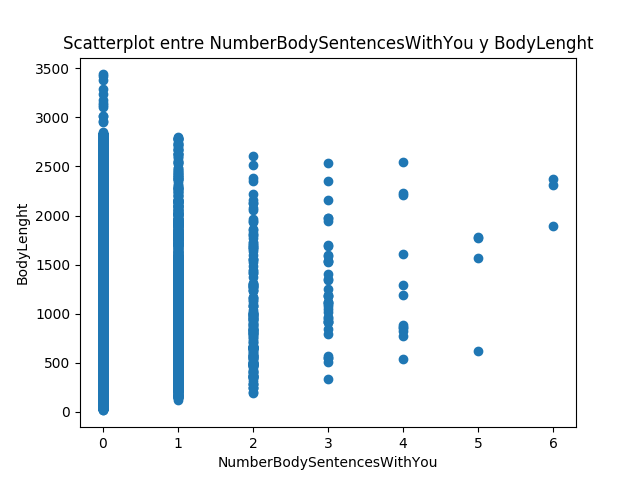 Scatterplot entre NumberBodySentencesWithYou y BodyLenght
3500
3000
2500
2000
1500
1000
500
0
BodyLenght
0 1 2 3 4 5 6
NumberBodySentencesWithYou